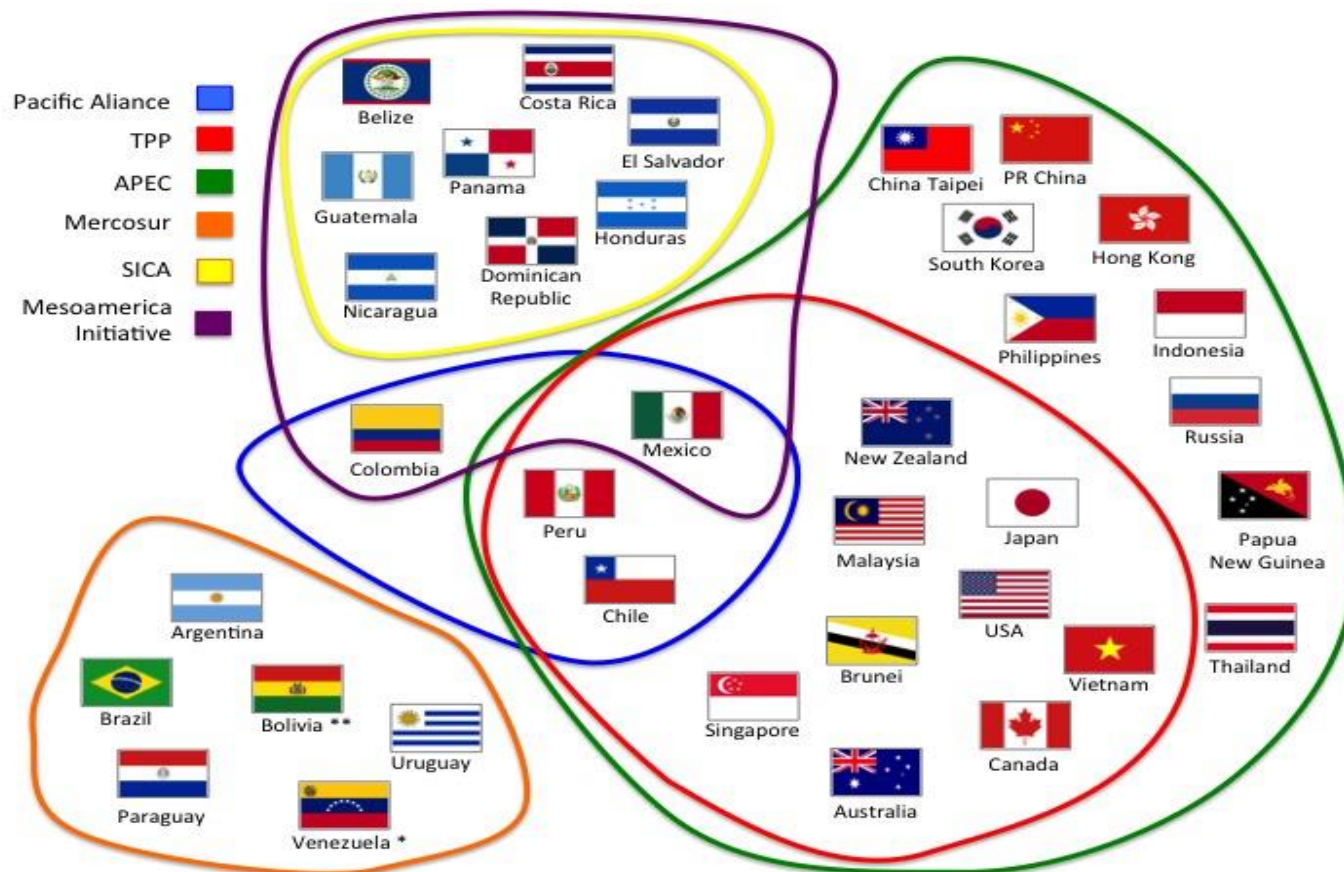 Pacific Aliance
TPP
APEC
Mercosur
SICA
Mesoamerica
Initiative
Belize
Costa Rica
El Salvador
Panama
Guatemala
Honduras
Dominican
Republic
Nicaragua
Colombia
Mexico
Peru
Chile
China Taipei
PR China
South Korea
Hong Kong
Philippines
Indonesia
Russia
Papua
New Guinea
Thailand
New Zealand
Japan
Malaysia
USA
Brunei
Vietnam
Singapore
Canada
Australia
Argentina
Brazil
Bolivia **
Uruguay
Paraguay
Venezuela *